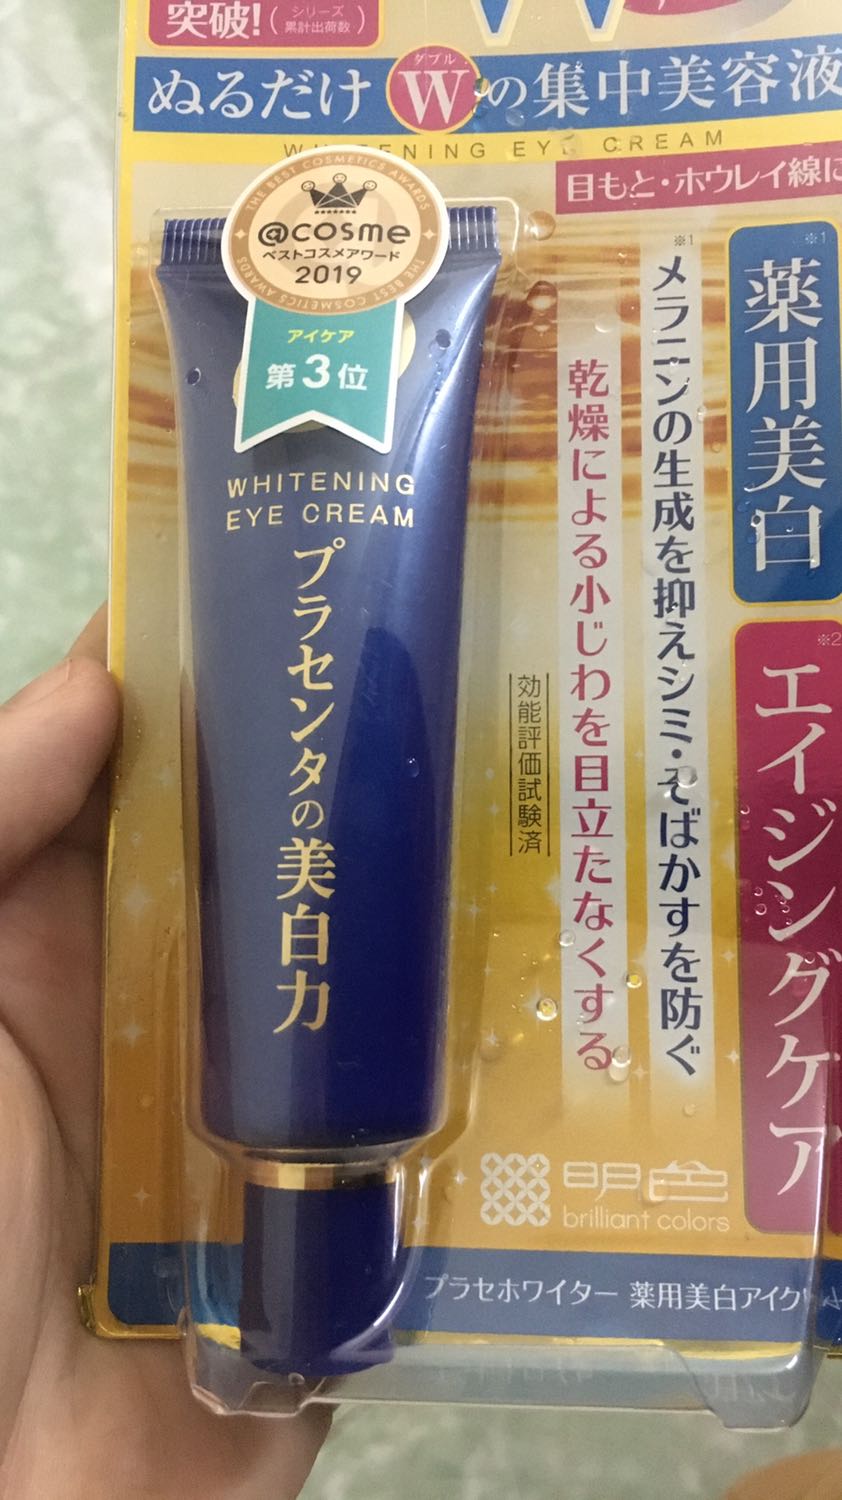 突破!(シリーズ
累計出荷数)
ぬるだけ
ダブル
Wの集中美容液
WHITENING EYE CREAM
目もと・ホウレイ線に
THE BEST COSMETICS AWARDS
@cosme
ベストコスメアワード
2019
THE BEST COSMETICS AWARDS
アイケア
第3位
WHITENING
EYE CREAM
プラセンタの美白力
※1
薬用美白
※2
エイジングケア
※1
メラニンの生成を抑えシミ・そばかすを防ぐ
乾燥による小じわを目立たなくする
効能評価試験済
明色
brilliant colors
プラセホワイター 薬用美白アイク